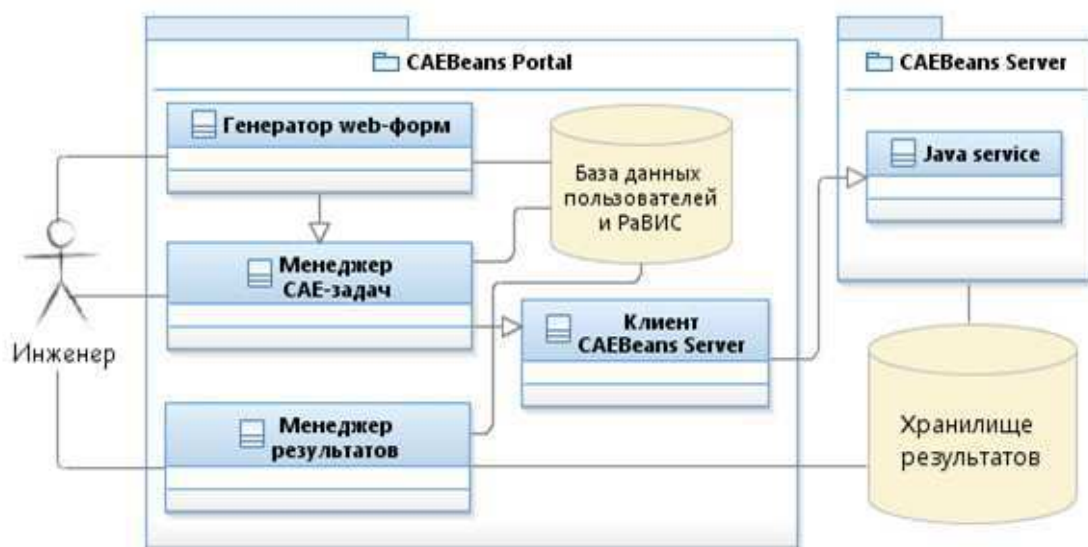 CAEBeans Portal
CAEBeans Server
Генератор web-форм
База данных
пользователей
и РаВИС
Java service
Менеджер
CAE-задач
Клиент
CAEBeans Server
Инженер
Менеджер
результатов
Хранилище
результатов